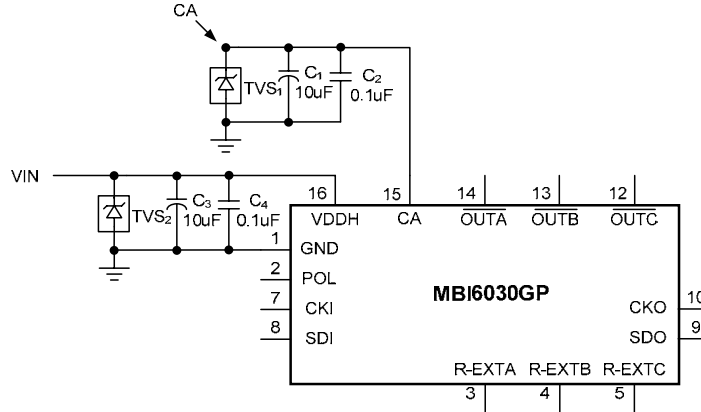 CA
TVS1
C1
10uF
C2
0.1uF
VIN
TVS2
C3
10uF
C4
0.1uF
16 15 14 13 12
VDDH CA OUTA OUTB OUTC
1 GND
2 POL
7 CKI
8 SDI
MBI6030GP
CKO 10
SDO 9
R-EXTA R-EXTB R-EXTC
3 4 5